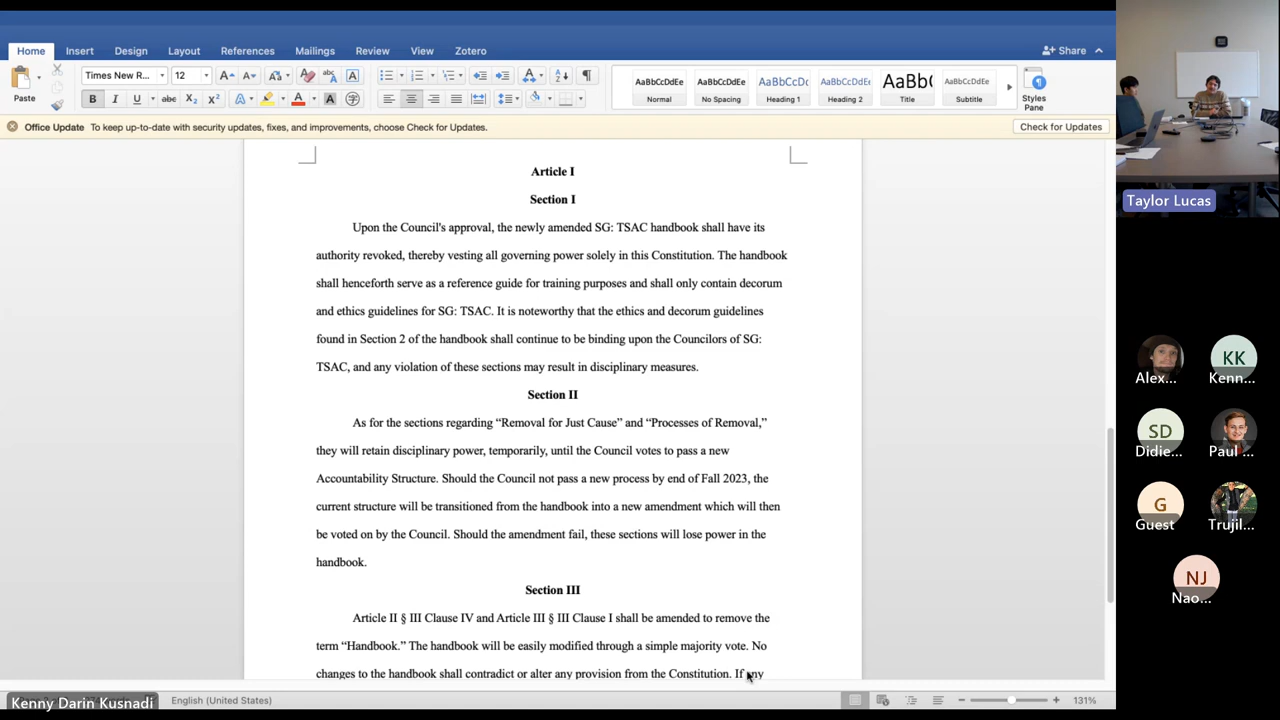 Home Insert Design Layout References Mailings Review View Zotero Share
Paste Times New R... 12 AaBbCcDdEe AaBbCcDdEe AaBbCcDc AaBbCcDdEe AaBb( AaBbCcDdEe
B I U abc X₂ X² A A Normal No Spacing Heading 1 Heading 2 Title Subtitle Styles Pane
Office Update To keep up-to-date with security updates, fixes, and improvements, choose Check for Updates. Check for Updates
Article I
Section I
Upon the Council's approval, the newly amended SG: TSAC handbook shall have its
authority revoked, thereby vesting all governing power solely in this Constitution. The handbook
shall henceforth serve as a reference guide for training purposes and shall only contain decorum
and ethics guidelines for SG: TSAC. It is noteworthy that the ethics and decorum guidelines
found in Section 2 of the handbook shall continue to be binding upon the Councilors of SG:
TSAC, and any violation of these sections may result in disciplinary measures.
Section II
As for the sections regarding “Removal for Just Cause” and “Processes of Removal,”
they will retain disciplinary power, temporarily, until the Council votes to pass a new
Accountability Structure. Should the Council not pass a new process by end of Fall 2023, the
current structure will be transitioned from the handbook into a new amendment which will then
be voted on by the Council. Should the amendment fail, these sections will lose power in the
handbook.
Section III
Article II § III Clause IV and Article III § III Clause I shall be amended to remove the
term “Handbook.” The handbook will be easily modified through a simple majority vote. No
changes to the handbook shall contradict or alter any provision from the Constitution. If any
Kenny Darin Kusnadi English (United States) 131%
Taylor Lucas
KK
Alex... Kenn...
SD
Didie... Paul ...
G
Guest Trujil...
NJ
Nao...